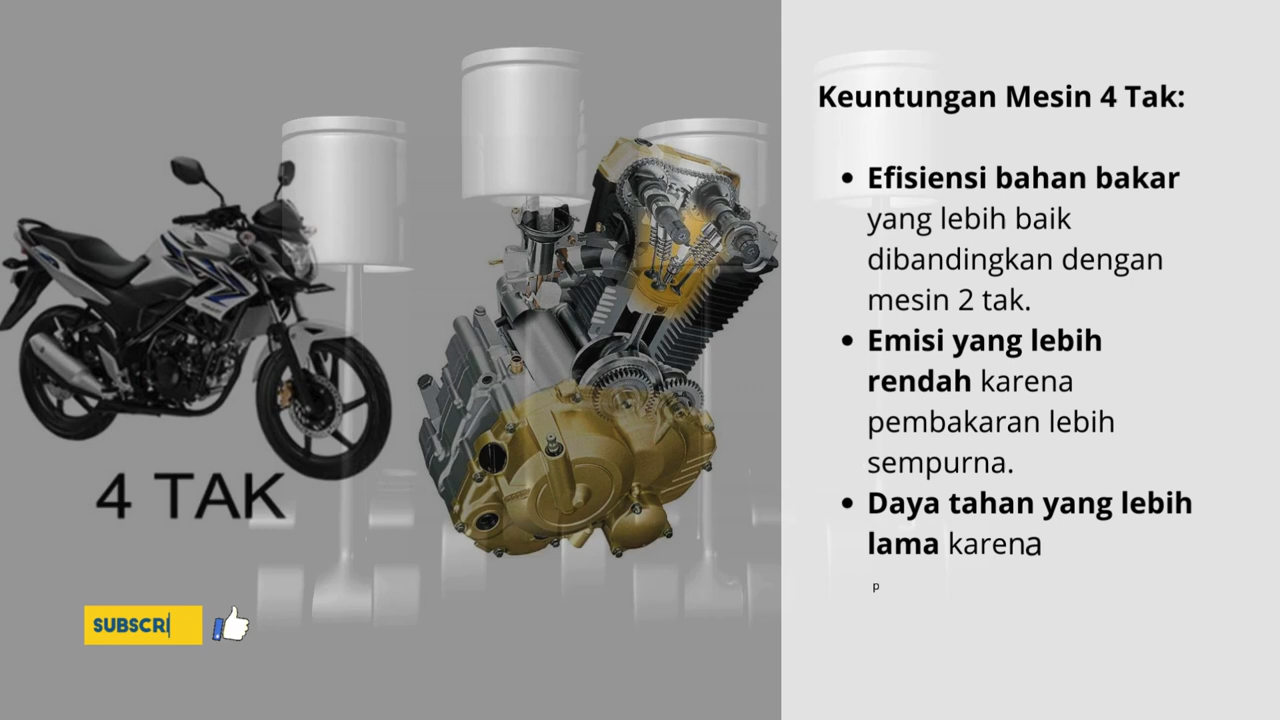 Keuntungan Mesin 4 Tak:
• Efisiensi bahan bakar
yang lebih baik
dibandingkan dengan
mesin 2 tak.
• Emisi yang lebih
rendah karena
pembakaran lebih
sempurna.
• Daya tahan yang lebih
lama karena
p
4 TAK
SUBSCRI